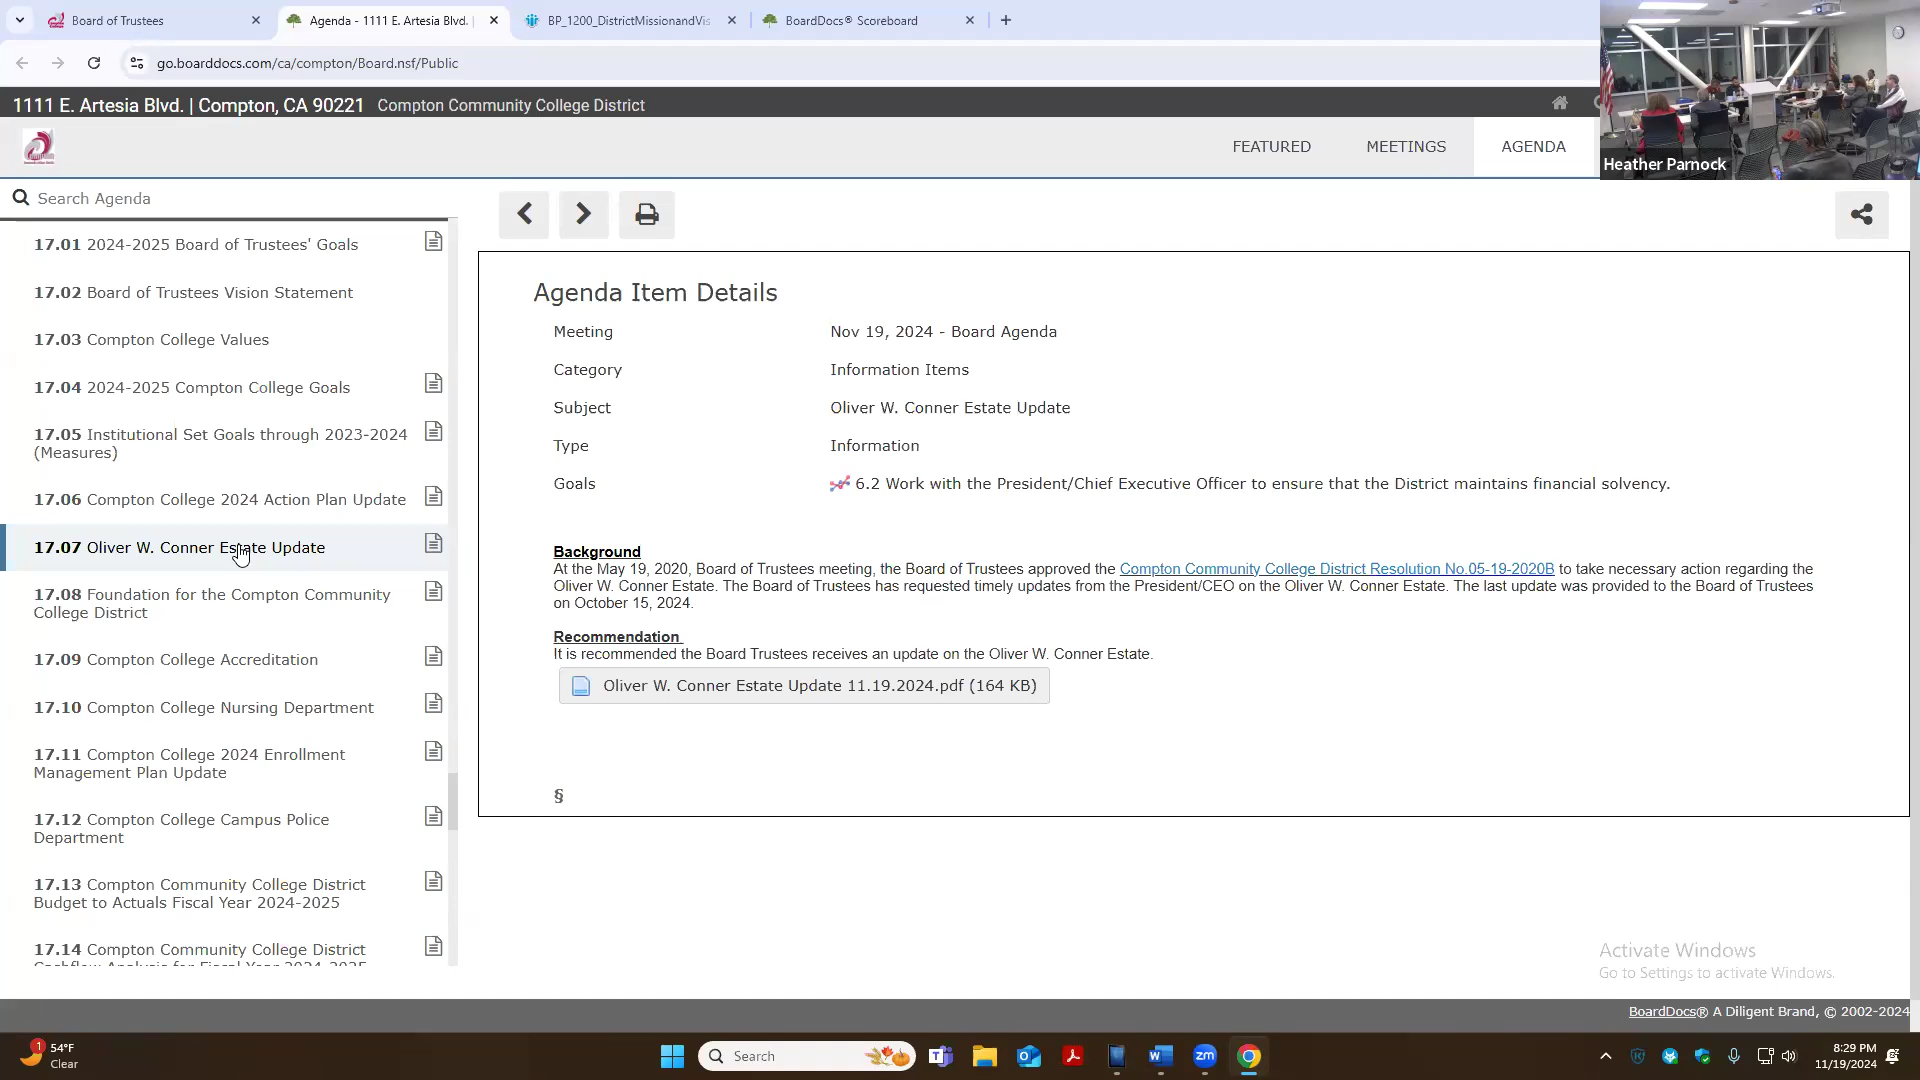 Board of Trustees
Agenda - 1111 E. Artesia Blvd. |
BP_1200_DistrictMissionandVis
BoardDocs® Scoreboard
go.boarddocs.com/ca/compton/Board.nsf/Public
1111 E. Artesia Blvd. | Compton, CA 90221 Compton Community College District
FEATURED
MEETINGS
AGENDA
Heather Parnock
Search Agenda
17.01 2024-2025 Board of Trustees' Goals
17.02 Board of Trustees Vision Statement
17.03 Compton College Values
17.04 2024-2025 Compton College Goals
17.05 Institutional Set Goals through 2023-2024
(Measures)
17.06 Compton College 2024 Action Plan Update
17.07 Oliver W. Conner Estate Update
17.08 Foundation for the Compton Community
College District
17.09 Compton College Accreditation
17.10 Compton College Nursing Department
17.11 Compton College 2024 Enrollment
Management Plan Update
17.12 Compton College Campus Police
Department
17.13 Compton Community College District
Budget to Actuals Fiscal Year 2024-2025
17.14 Compton Community College District
Cashflow Analysis for Fiscal Year 2024-2025
Agenda Item Details
Meeting Nov 19, 2024 - Board Agenda
Category Information Items
Subject Oliver W. Conner Estate Update
Type Information
Goals 6.2 Work with the President/Chief Executive Officer to ensure that the District maintains financial solvency.
Background
At the May 19, 2020, Board of Trustees meeting, the Board of Trustees approved the Compton Community College District Resolution No.05-19-2020B to take necessary action regarding the
Oliver W. Conner Estate. The Board of Trustees has requested timely updates from the President/CEO on the Oliver W. Conner Estate. The last update was provided to the Board of Trustees
on October 15, 2024.
Recommendation
It is recommended the Board Trustees receives an update on the Oliver W. Conner Estate.
Oliver W. Conner Estate Update 11.19.2024.pdf (164 KB)
§
Activate Windows
Go to Settings to activate Windows.
BoardDocs® A Diligent Brand, © 2002-2024
1
54°F
Clear
Search
zm
8:29 PM
11/19/2024